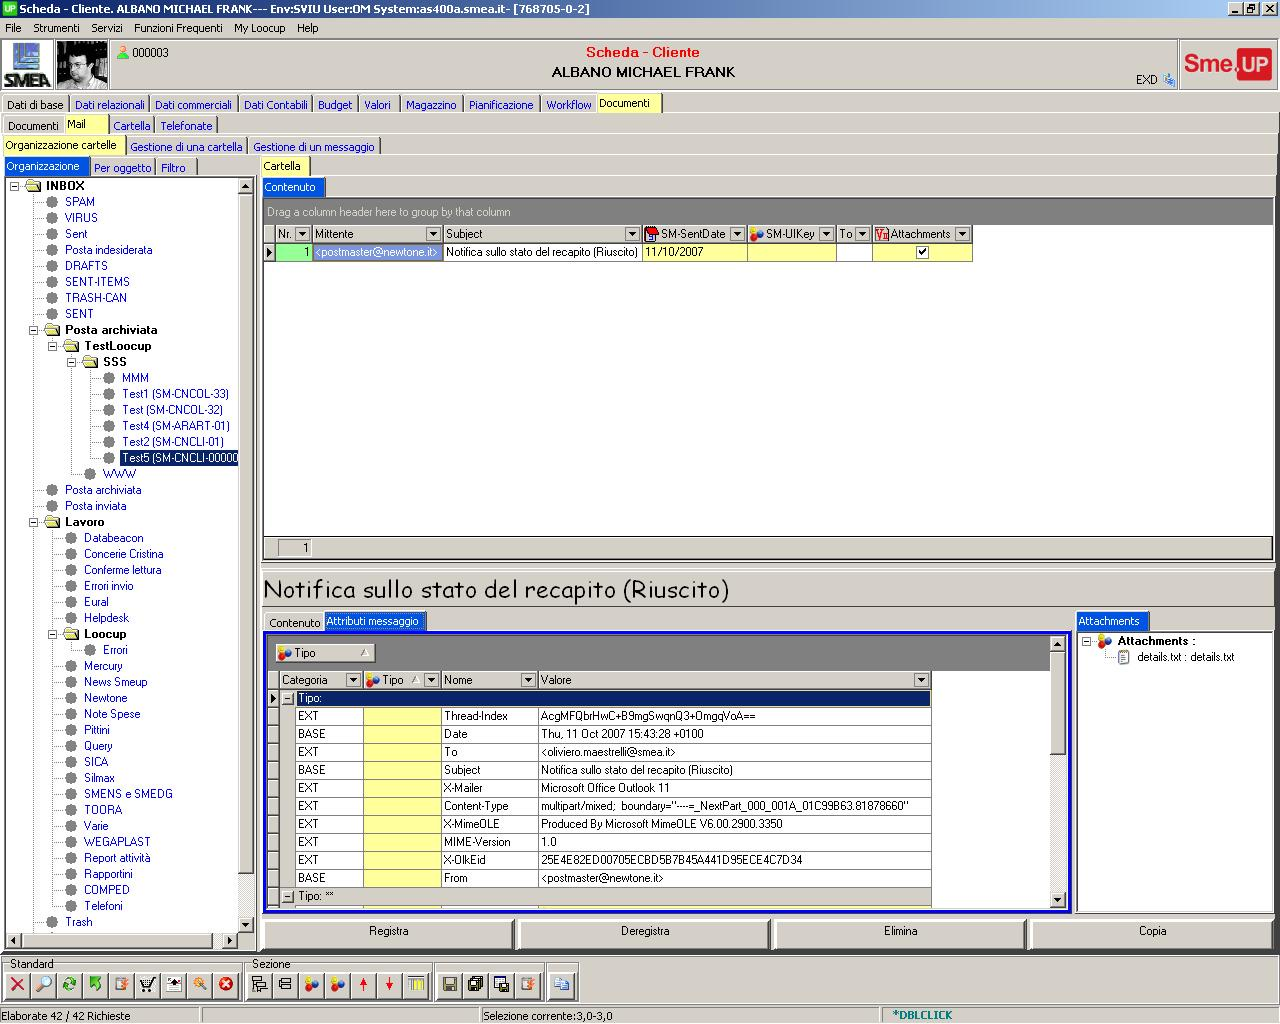 UP Scheda - Cliente. ALBANO MICHAEL FRANK--- Env:SVIU User:OM System:as400a.smea.it- [768705-0-2]
File Strumenti Servizi Funzioni Frequenti My Loocup Help
SMEA
000003
Scheda - Cliente
ALBANO MICHAEL FRANK
EXD
Sme.UP
Dati di base Dati relazionali Dati commerciali Dati Contabili Budget Valori Magazzino Pianificazione Workflow Documenti
Documenti Mail Cartella Telefonate
Organizzazione cartelle Gestione di una cartella Gestione di un messaggio
Organizzazione Per oggetto Filtro
INBOX
SPAM
VIRUS
Sent
Posta indesiderata
DRAFTS
SENT-ITEMS
TRASH-CAN
SENT
Posta archiviata
TestLoocup
SSS
MMM
Test1 (SM-CNCOL-33)
Test (SM-CNCOL-32)
Test4 (SM-ARART-01)
Test2 (SM-CNCLI-01)
Test5 (SM-CNCLI-00000
WWW
Posta archiviata
Posta inviata
Lavoro
Databeacon
Concerie Cristina
Conferme lettura
Errori invio
Eural
Helpdesk
Loocup
Errori
Mercury
News Smeup
Newtone
Note Spese
Pittini
Query
SICA
Silmax
SMENS e SMEDG
TOORA
Varie
WEGAPLAST
Report attività
Rapportini
COMPED
Telefoni
Trash
Cartella
Contenuto
Drag a column header here to group by that column
Nr. Mittente Subject SM-SentDate SM-UIKey To Attachments
1 <postmaster@newtone.it> Notifica sullo stato del recapito (Riuscito) 11/10/2007
1
Notifica sullo stato del recapito (Riuscito)
Contenuto Attributi messaggio
Tipo
Categoria Tipo Nome Valore
Tipo:
EXT Thread-Index AcgMFQbrHwC+B9mgSwqnQ3+OmgqVoA==
BASE Date Thu, 11 Oct 2007 15:43:28 +0100
EXT To <oliviero.maestrelli@smea.it>
BASE Subject Notifica sullo stato del recapito (Riuscito)
EXT X-Mailer Microsoft Office Outlook 11
EXT Content-Type multipart/mixed; boundary="----=_NextPart_000_001A_01C99B63.81878660"
EXT X-MimeOLE Produced By Microsoft MimeOLE V6.00.2900.3350
EXT MIME-Version 1.0
EXT X-OlkEid 25E4E82ED00705ECBD5B7B45A441D95ECE4C7D34
BASE From <postmaster@newtone.it>
Tipo: **
Attachments
Attachments :
details.txt : details.txt
Registra Deregistra Elimina Copia
Standard Sezione
Elaborate 42 / 42 Richieste Selezione corrente:3,0-3,0 *DBLCLICK